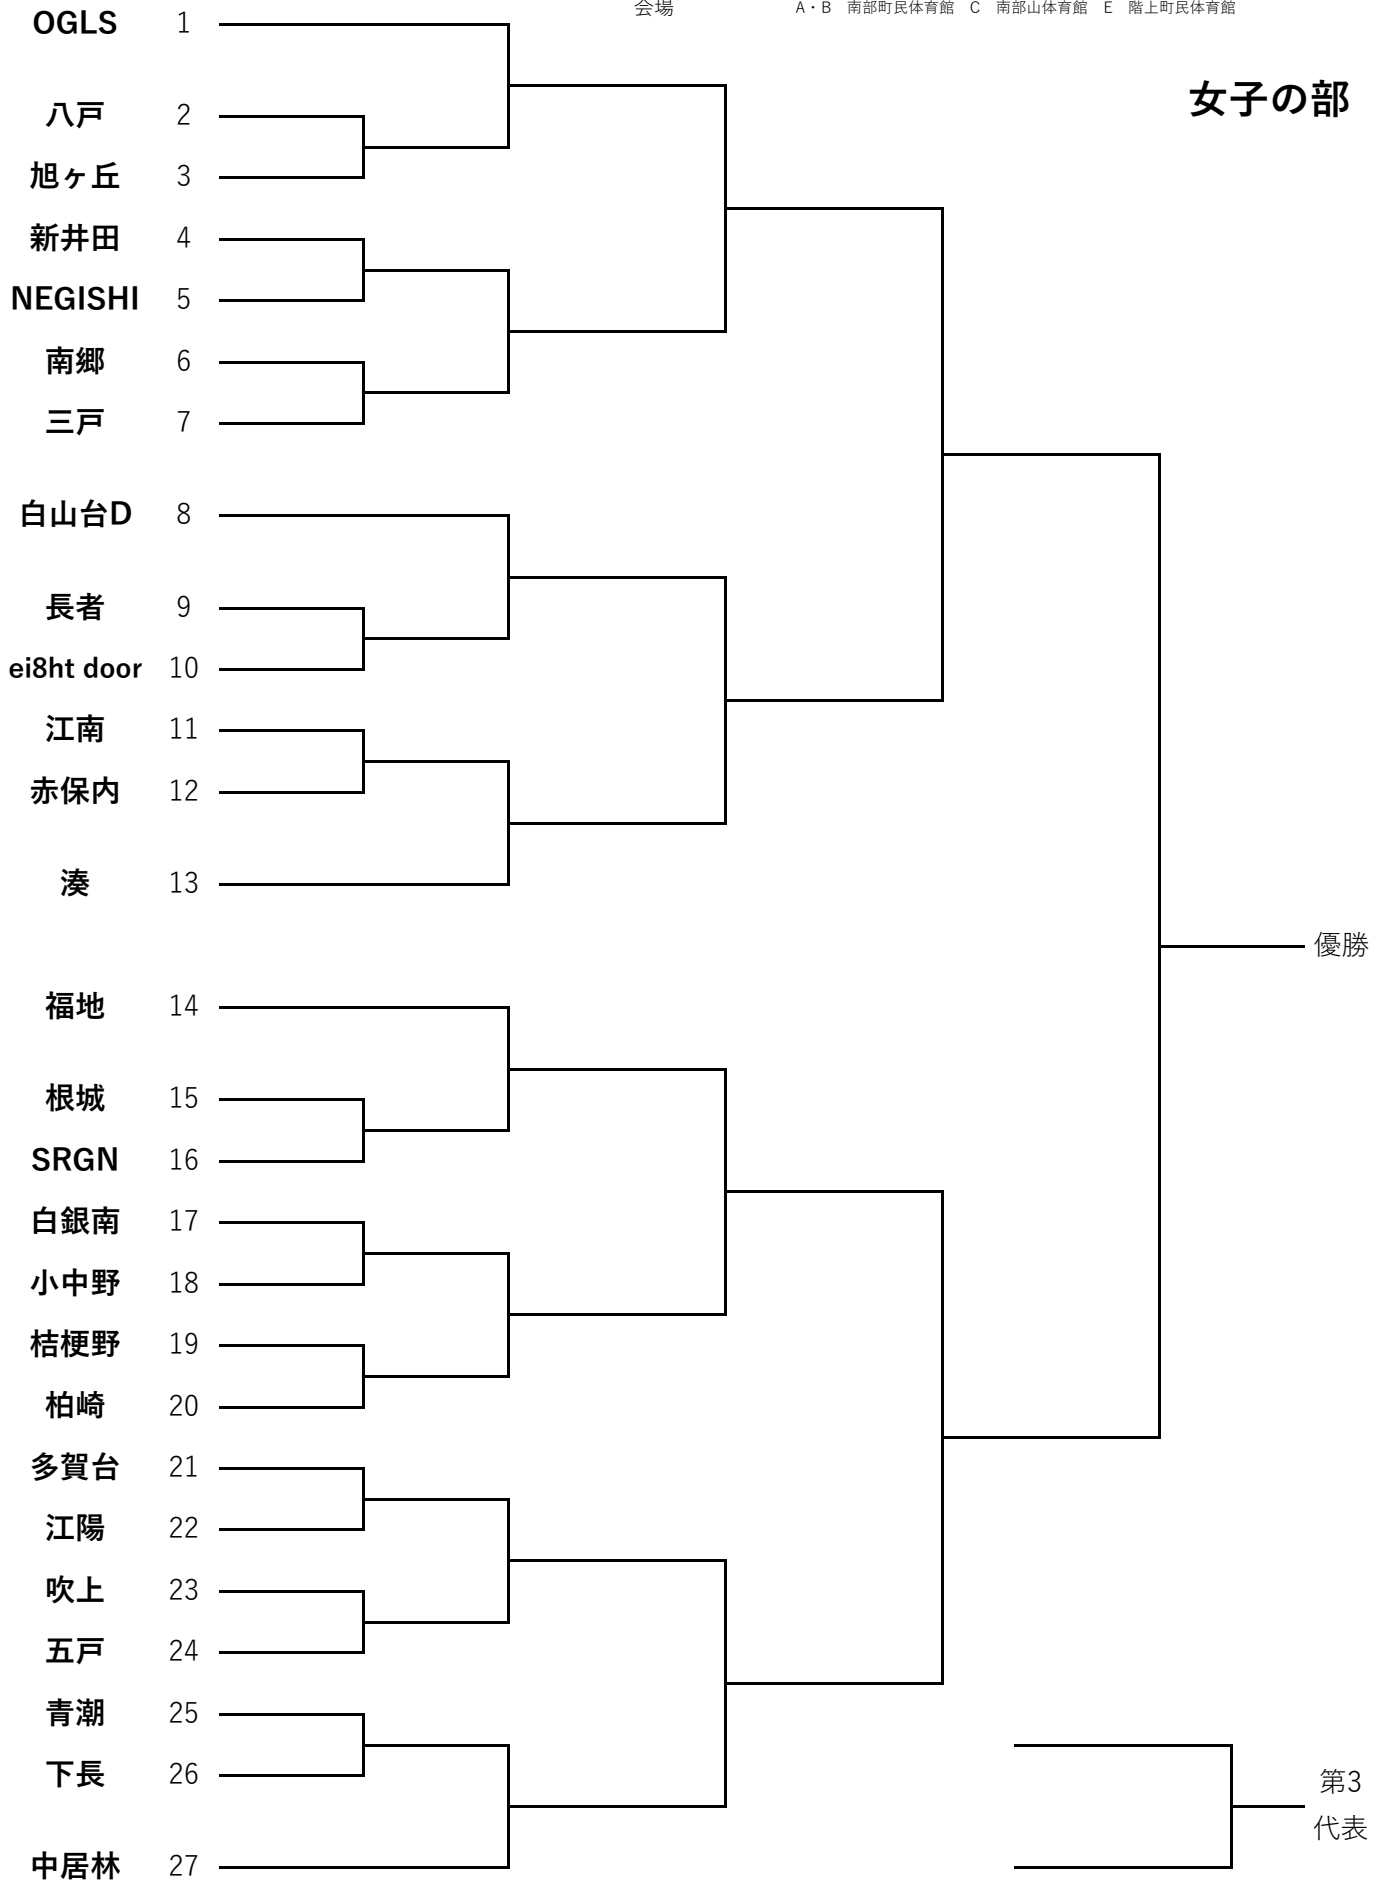 会場 A・B 南部町民体育館 C 南部山体育館 E 階上町民体育館
女子の部
OGLS 1
八戸 2
旭ヶ丘 3
新井田 4
NEGISHI 5
南郷 6
三戸 7
白山台D 8
長者 9
ei8ht door 10
江南 11
赤保内 12
湊 13
優勝
福地 14
根城 15
SRGN 16
白銀南 17
小中野 18
桔梗野 19
柏崎 20
多賀台 21
江陽 22
吹上 23
五戸 24
青潮 25
下長 26
中居林 27
第3
代表